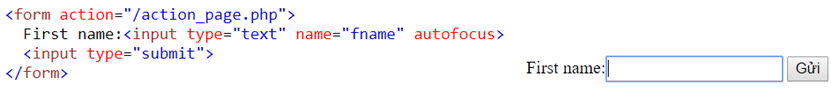 <form action="/action_page.php">
First name:<input type="text" name="fname" autofocus>
<input type="submit">
</form>
First name: Gửi